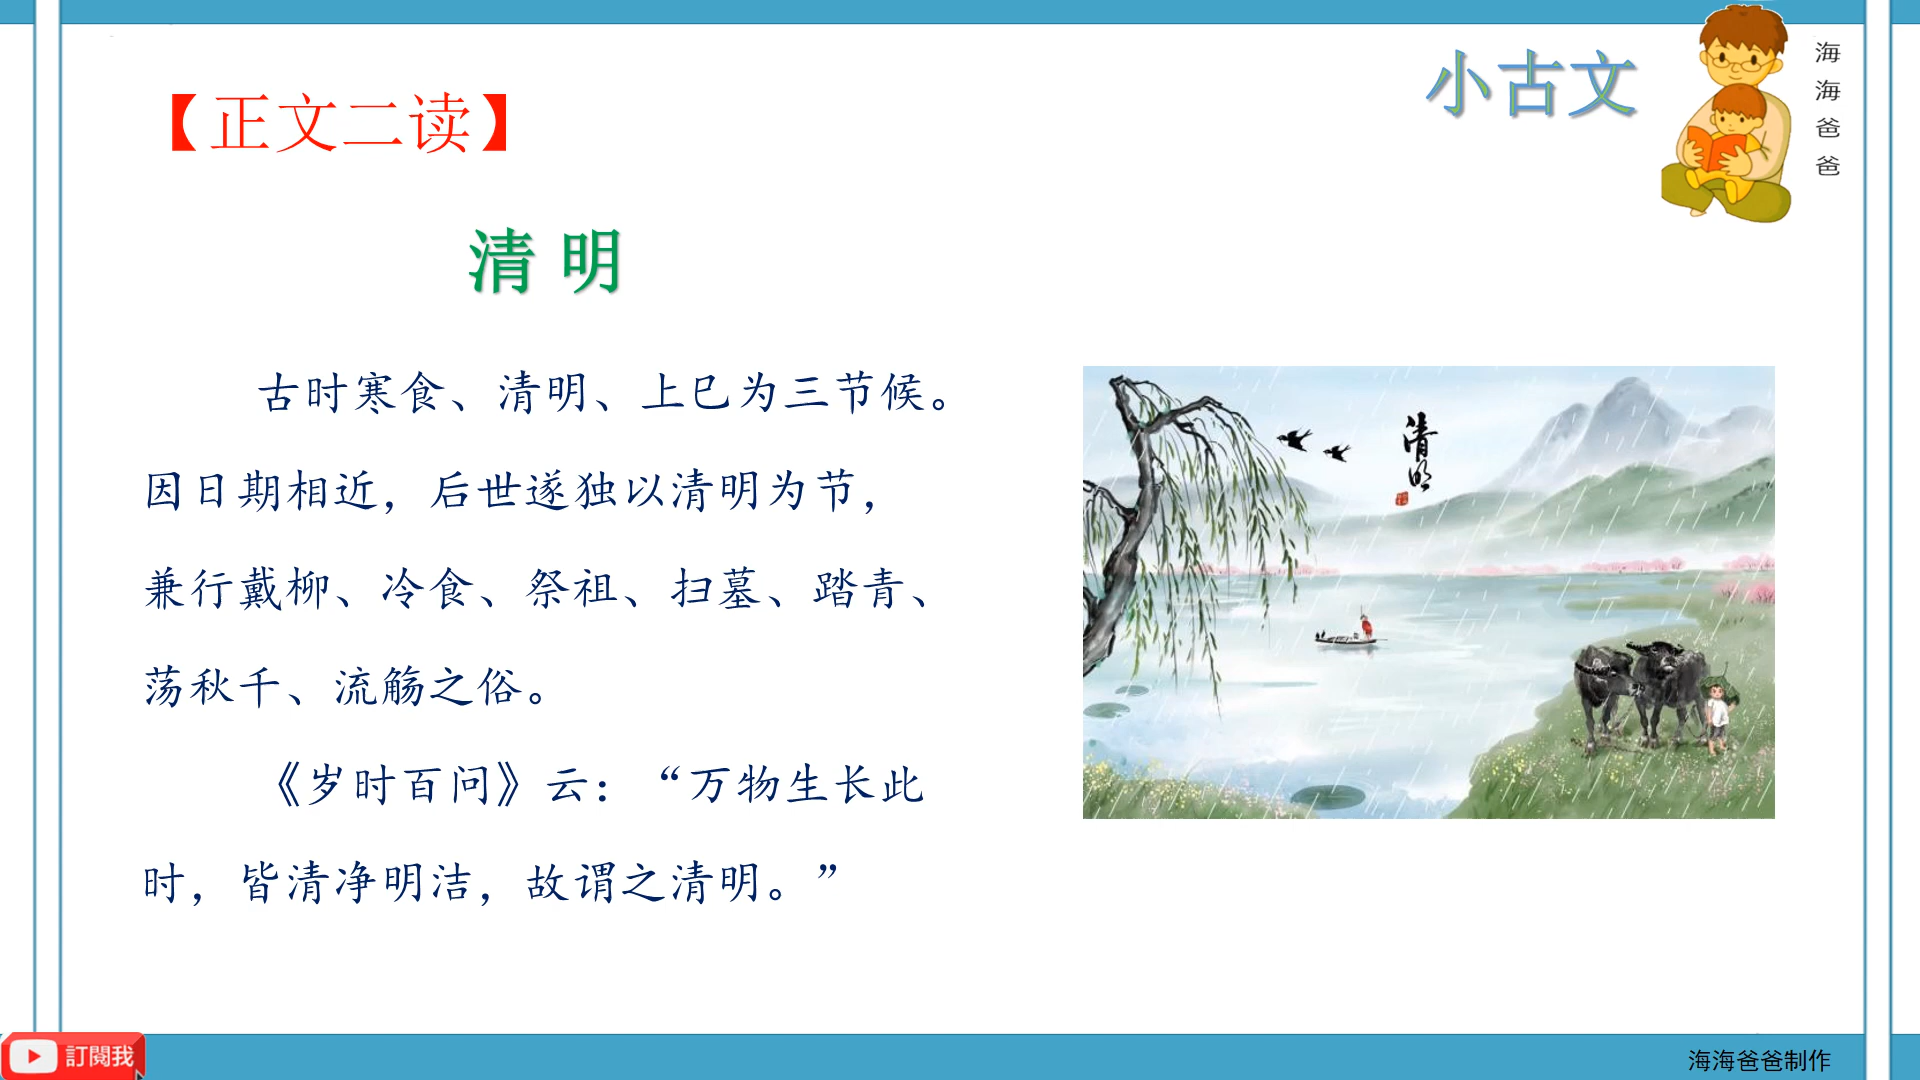 小古文
海海爸爸
【正文二读】
清 明
古时寒食、清明、上巳为三节候。
因日期相近，后世遂独以清明为节，
兼行戴柳、冷食、祭祖、扫墓、踏青、
荡秋千、流觞之俗。
《岁时百问》云：“万物生长此
时，皆清净明洁，故谓之清明。”
清明
訂閱我
海海爸爸制作